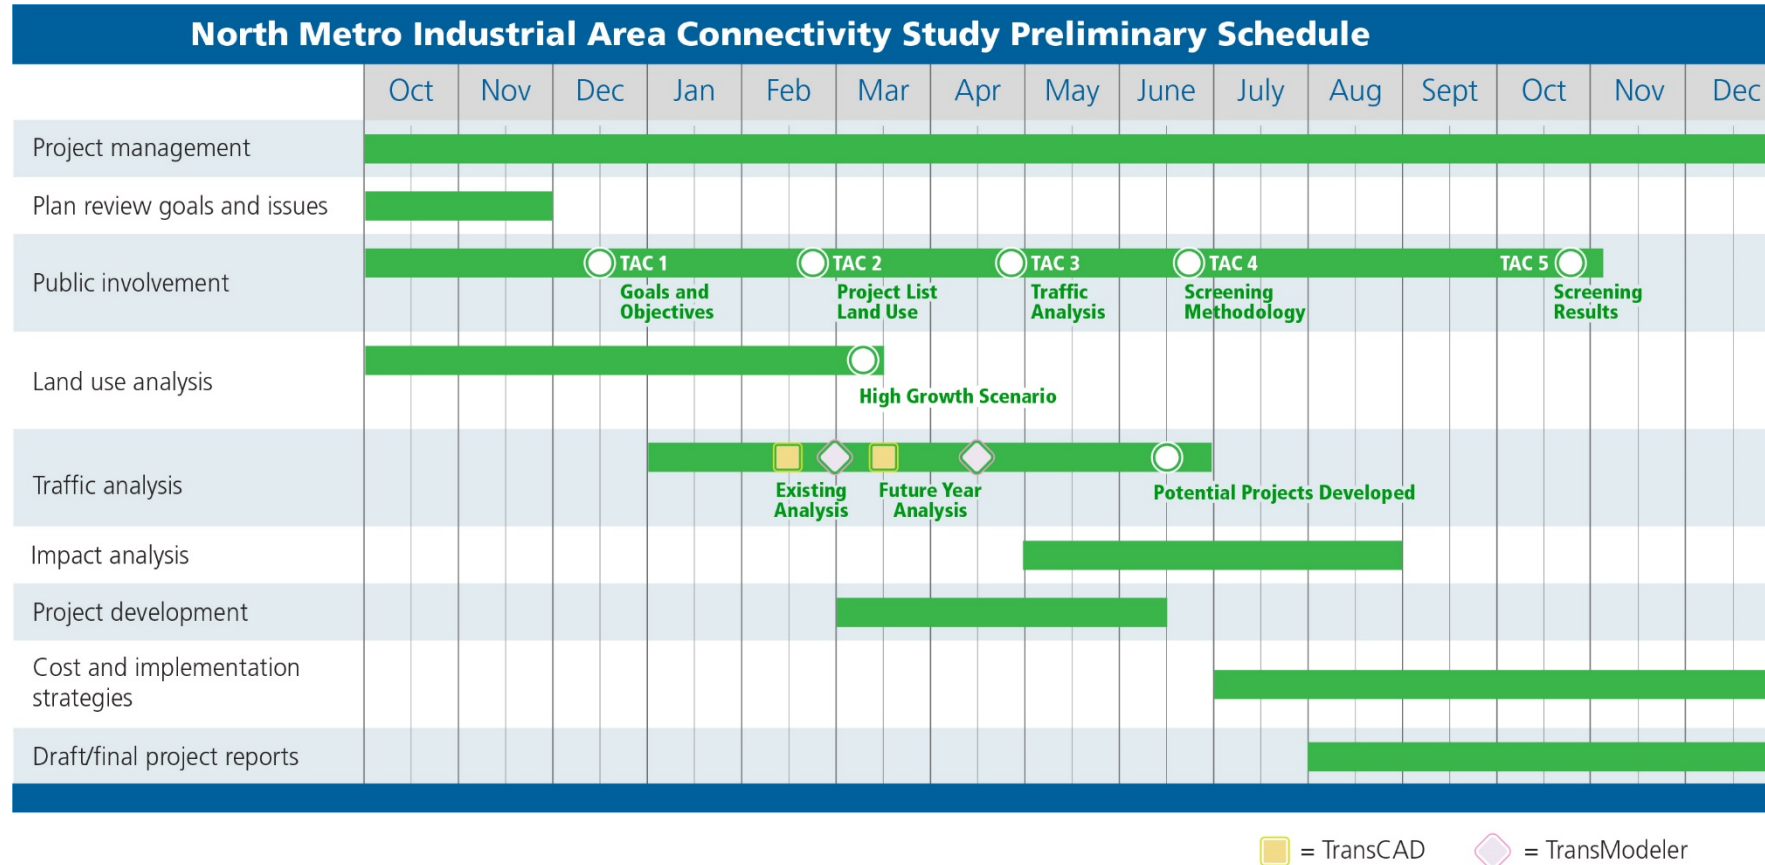 North Metro Industrial Area Connectivity Study Preliminary Schedule
Oct Nov Dec Jan Feb Mar Apr May June July Aug Sept Oct Nov Dec
Project management
Plan review goals and issues
Public involvement
TAC 1 TAC 2 TAC 3 TAC 4 TAC 5
Goals and Project List Traffic Screening Screening
Objectives Land Use Analysis Methodology Results
Land use analysis
High Growth Scenario
Traffic analysis
Existing Future Year Potential Projects Developed
Analysis Analysis
Impact analysis
Project development
Cost and implementation
strategies
Draft/final project reports
= TransCAD = TransModeler